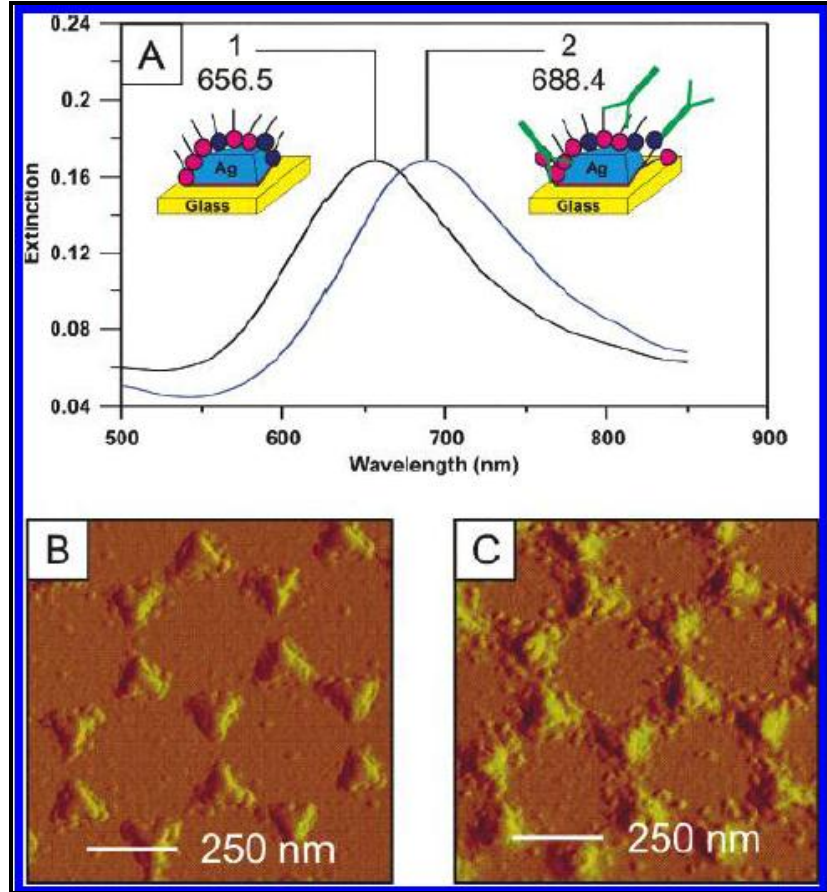 0.24
0.2
0.16
0.12
0.08
0.04
Extinction
A
1
656.5
2
688.4
Ag
Glass
Ag
Glass
500
600
700
800
900
Wavelength (nm)
B
250 nm
C
250 nm